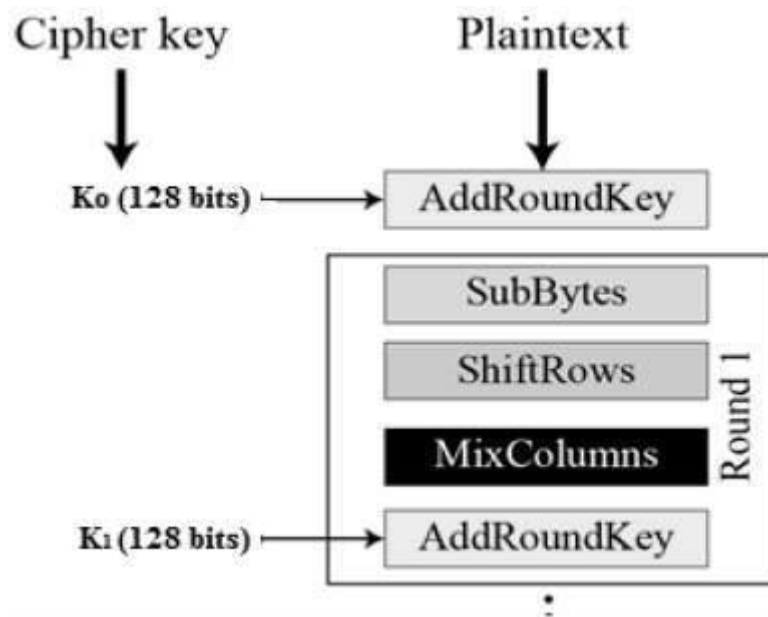 Cipher key
Plaintext
K0 (128 bits)
AddRoundKey
SubBytes
ShiftRows
MixColumns
Round 1
K1 (128 bits)
AddRoundKey